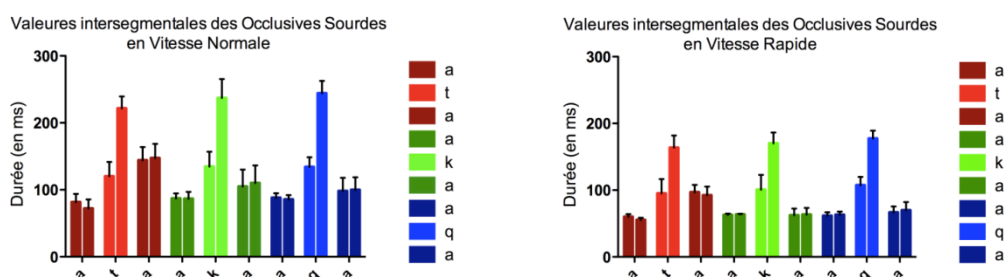 Valeures intersegmentales des Occlusives Sourdes
en Vitesse Normale
300
200
100
0
Durée (en ms)
a t a a k a a q a
a
t
a
a
k
a
a
q
a
Valeures intersegmentales des Occlusives Sourdes
en Vitesse Rapide
300
200
100
0
Durée (en ms)
a t a a k a a q a
a
t
a
a
k
a
a
q
a